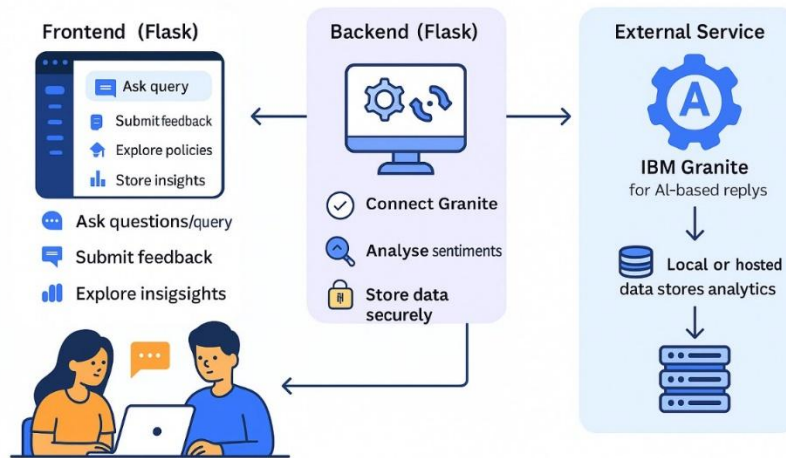 Frontend (Flask)
Ask query
Submit feedback
Explore policies
Store insights
Ask questions/query
Submit feedback
Explore insigsights
Backend (Flask)
Connect Granite
Analyse sentiments
Store data
securely
External Service
A
IBM Granite
for AI-based replys
Local or hosted
data stores analytics